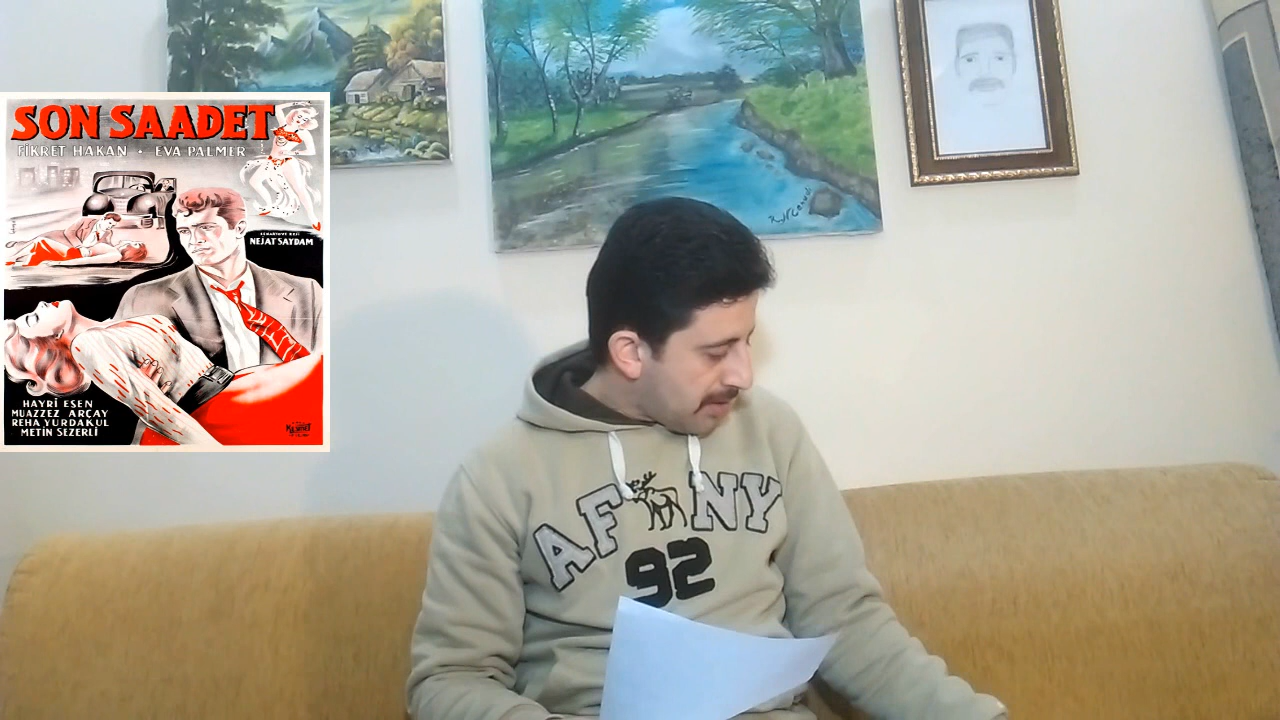 SON SAADET
FİKRET HAKAN • EVA PALMER
NEJAT SAYDAM
HAYRİ ESEN
MUAZZEZ ARÇAY
REHA YURDAKUL
METİN SEZERLİ
AF NY
92